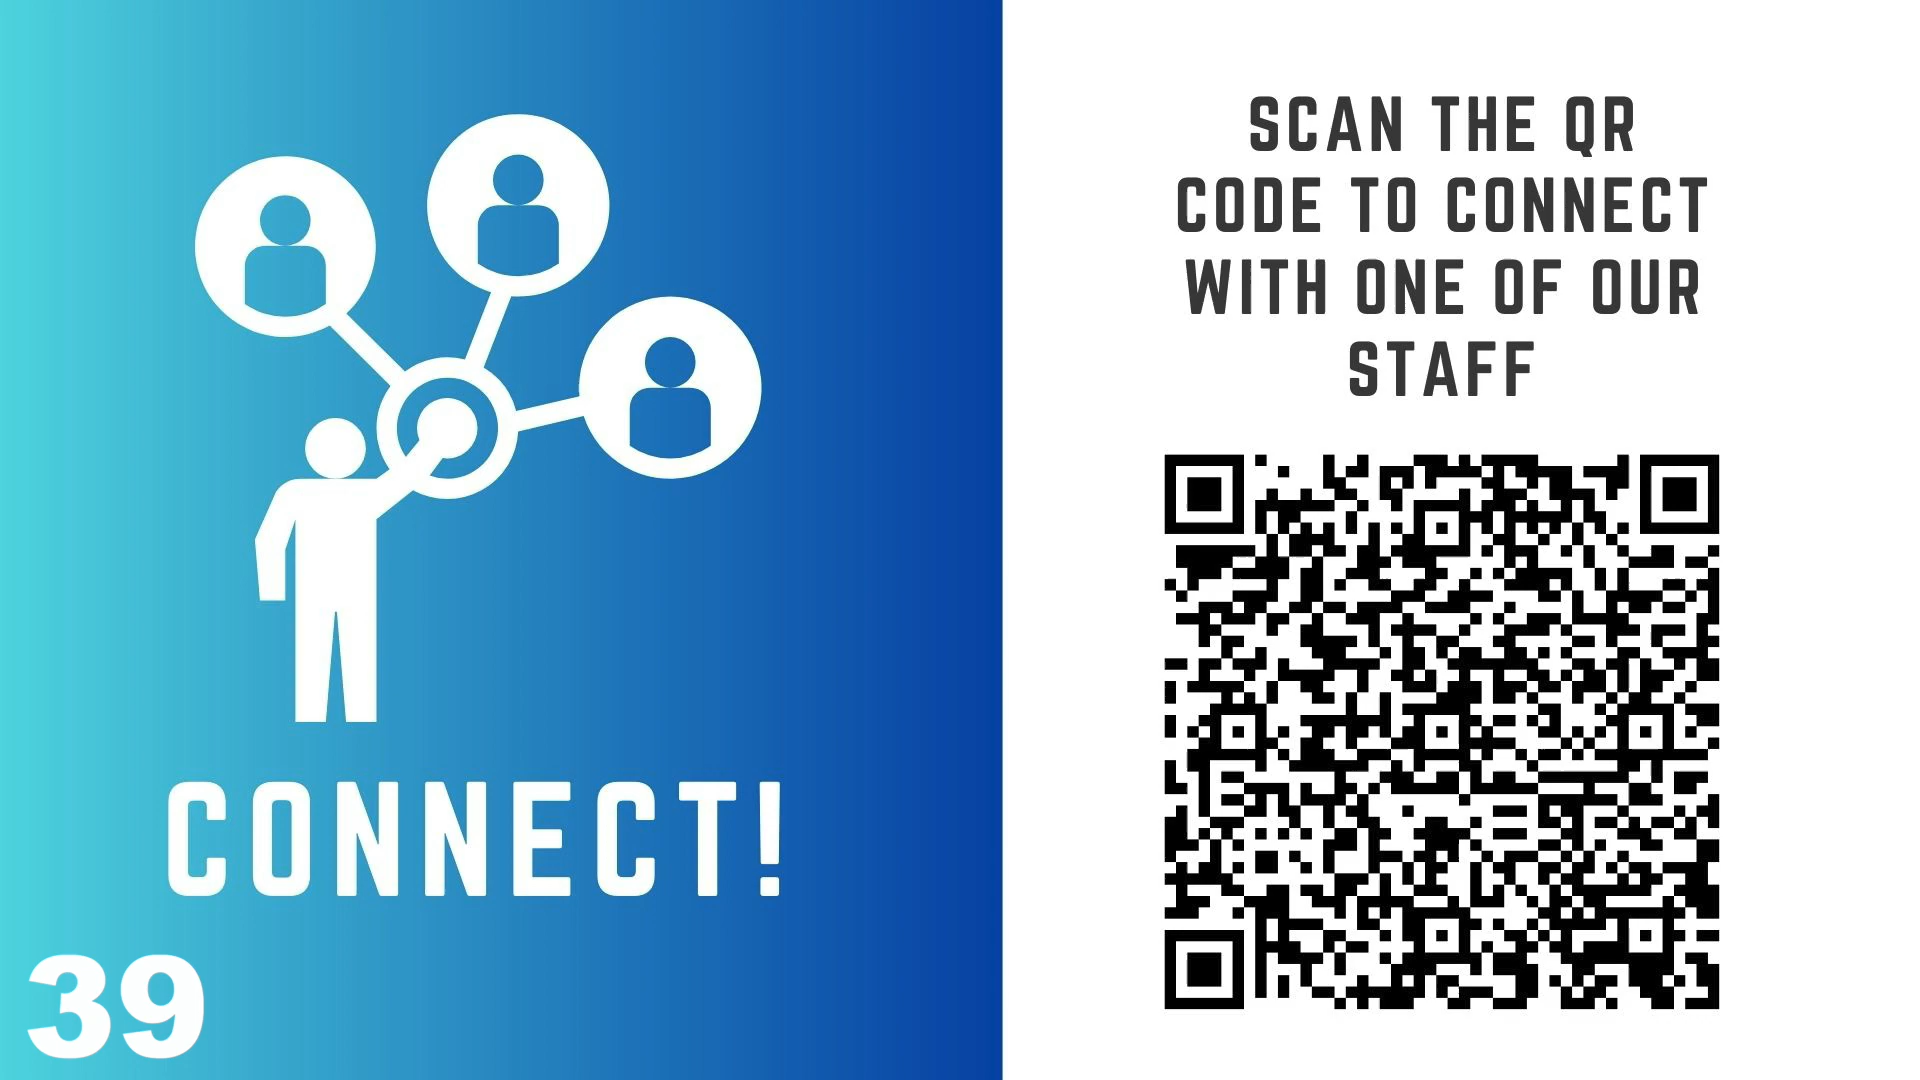 CONNECT!
39
SCAN THE QR
CODE TO CONNECT
WITH ONE OF OUR
STAFF